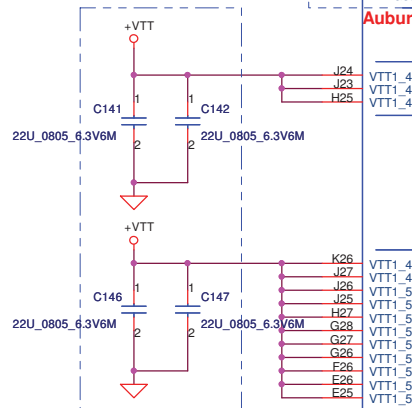 Aubur
+VTT
J24
VTT1_4
J23
VTT1_4
H25
VTT1_4
C141
1
1
C142
22U_0805_6.3V6M
22U_0805_6.3V6M
2
2
+VTT
K26
VTT1_4
J27
VTT1_4
J26
VTT1_5
J25
VTT1_5
H27
VTT1_5
G28
VTT1_5
G27
VTT1_5
G26
VTT1_5
F26
VTT1_5
E26
VTT1_5
E25
VTT1_5
C146
1
1
C147
22U_0805_6.3V6M
22U_0805_6.3V6M
2
2